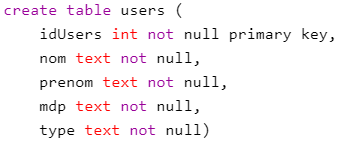 create table users (
    idUsers int not null primary key,
    nom text not null,
    prenom text not null,
    mdp text not null,
    type text not null)